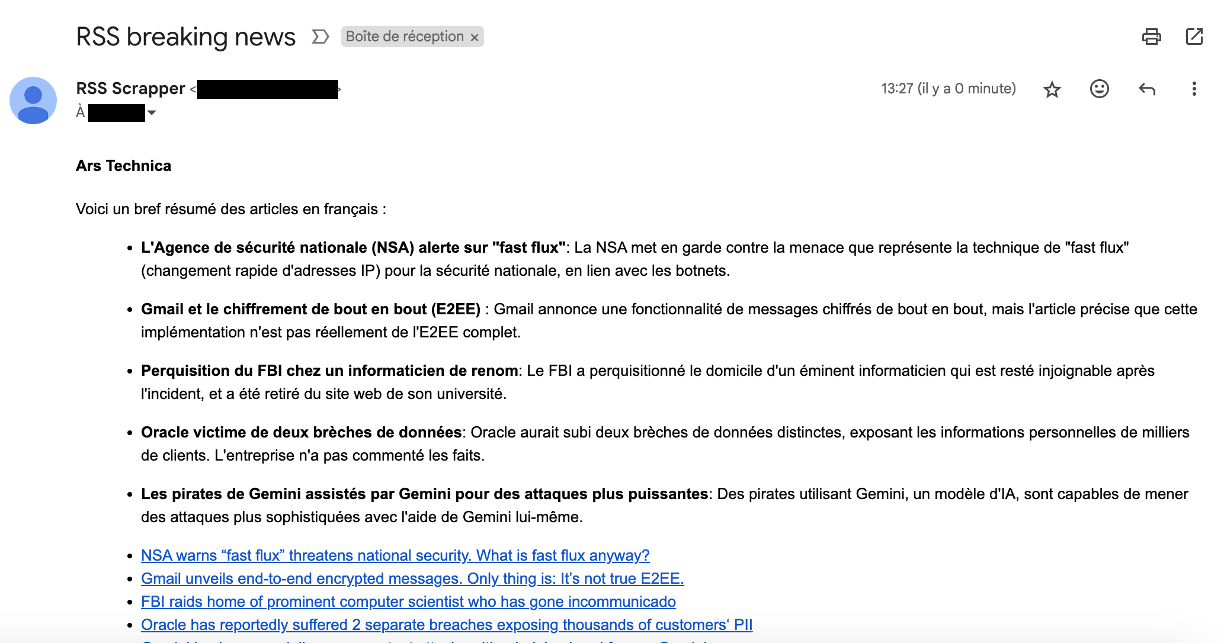 RSS breaking news Boîte de réception ×
RSS Scrapper < >
13:27 (il y a 0 minute)
À
Ars Technica
Voici un bref résumé des articles en français :
• L'Agence de sécurité nationale (NSA) alerte sur "fast flux": La NSA met en garde contre la menace que représente la technique de "fast flux"
(changement rapide d'adresses IP) pour la sécurité nationale, en lien avec les botnets.
• Gmail et le chiffrement de bout en bout (E2EE) : Gmail annonce une fonctionnalité de messages chiffrés de bout en bout, mais l'article précise que cette
implémentation n'est pas réellement de l'E2EE complet.
• Perquisition du FBI chez un informaticien de renom: Le FBI a perquisitionné le domicile d'un éminent informaticien qui est resté injoignable après
l'incident, et a été retiré du site web de son université.
• Oracle victime de deux brèches de données: Oracle aurait subi deux brèches de données distinctes, exposant les informations personnelles de milliers
de clients. L'entreprise n'a pas commenté les faits.
• Les pirates de Gemini assistés par Gemini pour des attaques plus puissantes: Des pirates utilisant Gemini, un modèle d'IA, sont capables de mener
des attaques plus sophistiquées avec l'aide de Gemini lui-même.
• NSA warns “fast flux” threatens national security. What is fast flux anyway?
• Gmail unveils end-to-end encrypted messages. Only thing is: It’s not true E2EE.
• FBI raids home of prominent computer scientist who has gone incommunicado
• Oracle has reportedly suffered 2 separate breaches exposing thousands of customers‘ PII